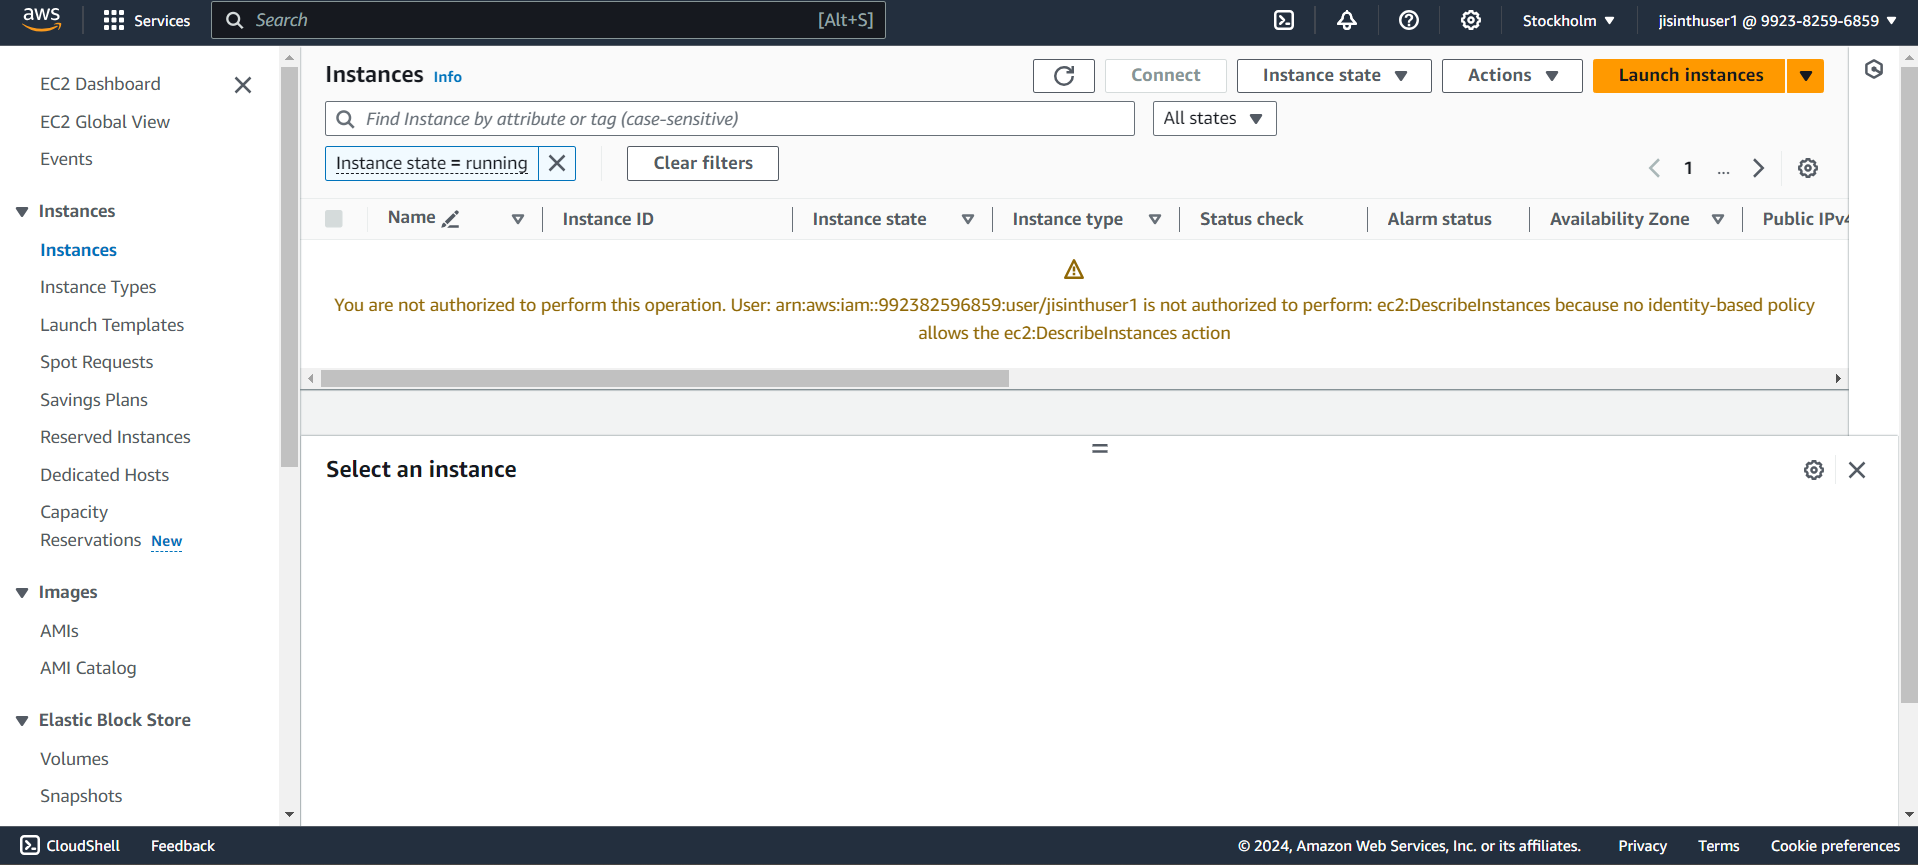 aws
Services
Search
[Alt+S]
Stockholm
jisinthuser1 @ 9923-8259-6859
EC2 Dashboard
EC2 Global View
Events
Instances
Instances
Instance Types
Launch Templates
Spot Requests
Savings Plans
Reserved Instances
Dedicated Hosts
Capacity
Reservations New
Images
AMIs
AMI Catalog
Elastic Block Store
Volumes
Snapshots
Instances Info
Connect
Instance state
Actions
Launch instances
Find Instance by attribute or tag (case-sensitive)
All states
Instance state = running
Clear filters
1
...
Name
Instance ID
Instance state
Instance type
Status check
Alarm status
Availability Zone
Public IPv4
You are not authorized to perform this operation. User: arn:aws:iam::992382596859:user/jisinthuser1 is not authorized to perform: ec2:DescribeInstances because no identity-based policy
allows the ec2:DescribeInstances action
Select an instance
CloudShell
Feedback
© 2024, Amazon Web Services, Inc. or its affiliates.
Privacy
Terms
Cookie preferences